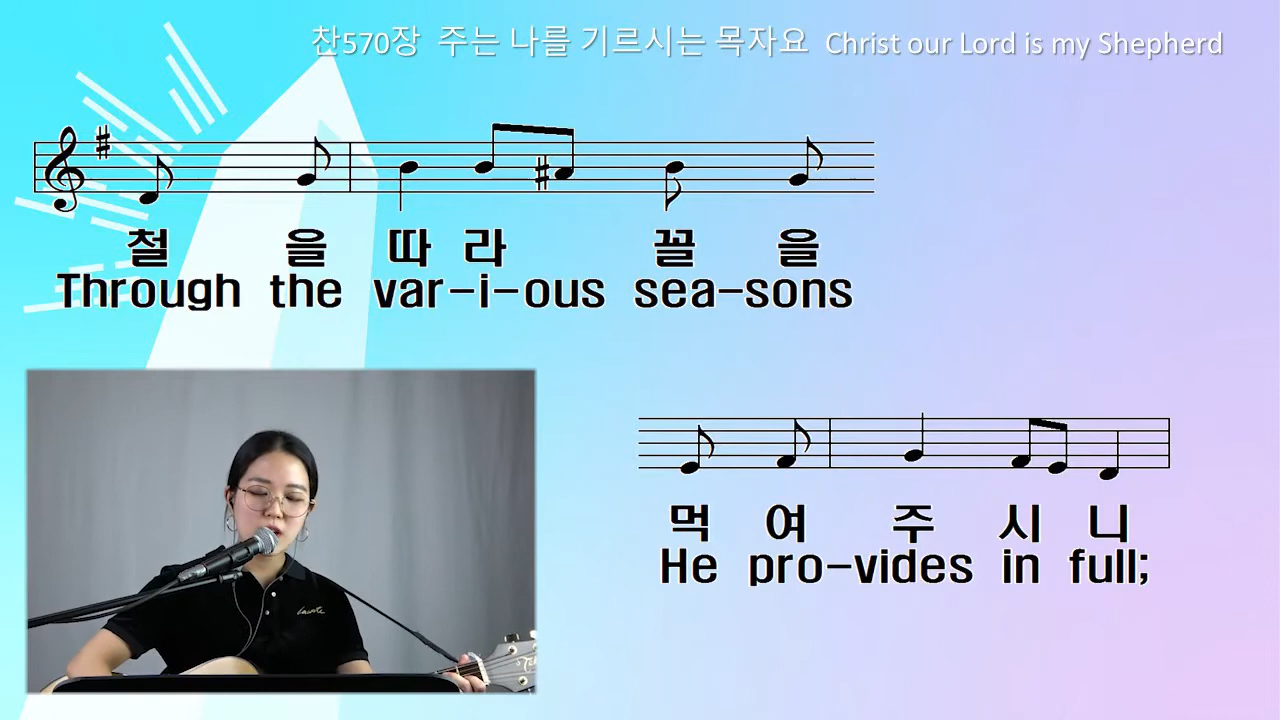 찬570장 주는 나를 기르시는 목자요 Christ our Lord is my Shepherd
철 을 따 라 꼴 을
Through the var-i-ous sea-sons
먹 여 주 시 니
He pro-vides in full;